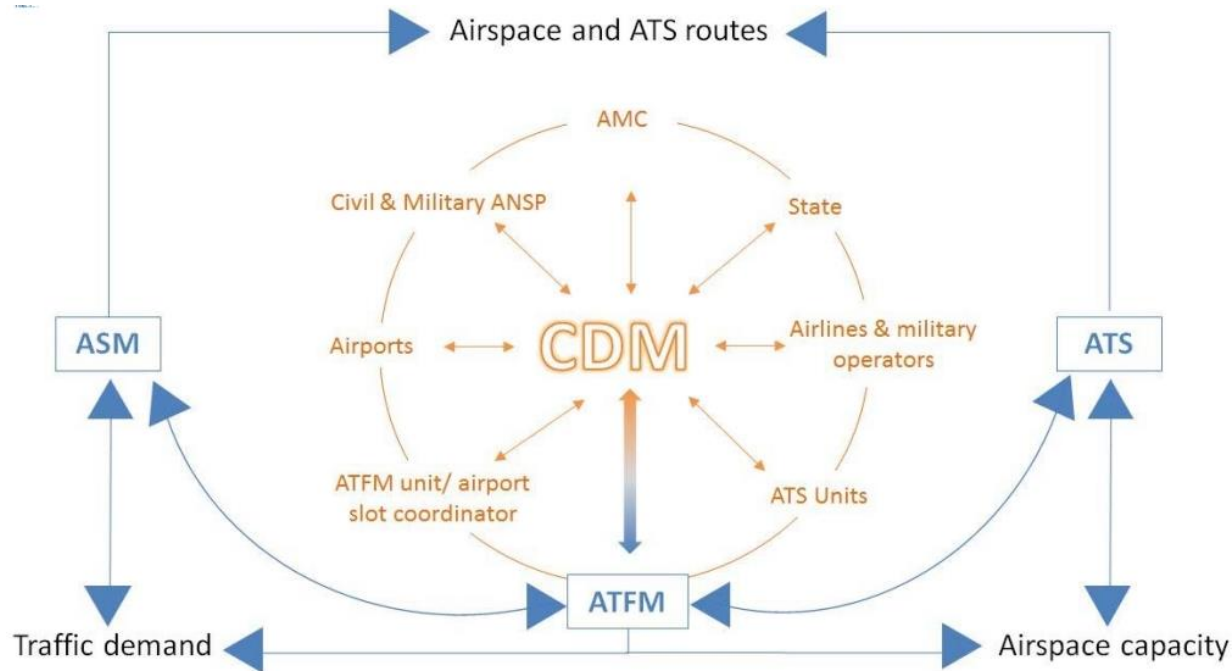 Airspace and ATS routes
AMC
Civil & Military ANSP
State
ASM
Airports
CDM
Airlines & military
operators
ATS
ATFM unit/ airport
slot coordinator
ATS Units
ATFM
Traffic demand
Airspace capacity